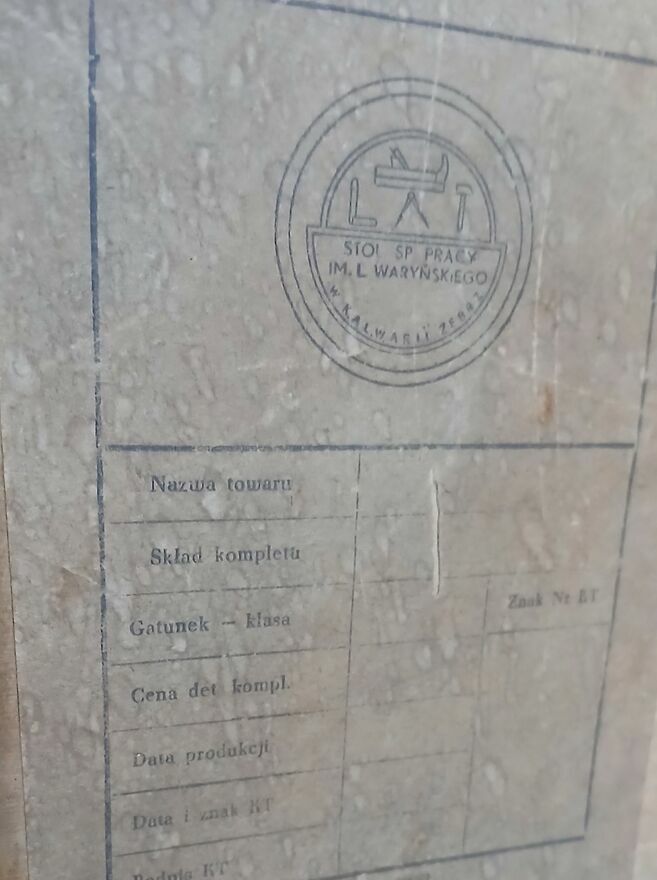 STOL SP PRACY
IM. L WARYŃSKIEGO
W KALWARII ZEBRZ
Nazwa towaru
Skład kompletu
Gatunek — klasa
Znak Nr KT
Cena det kompl.
Data produkcji
Data i znak KT
KT